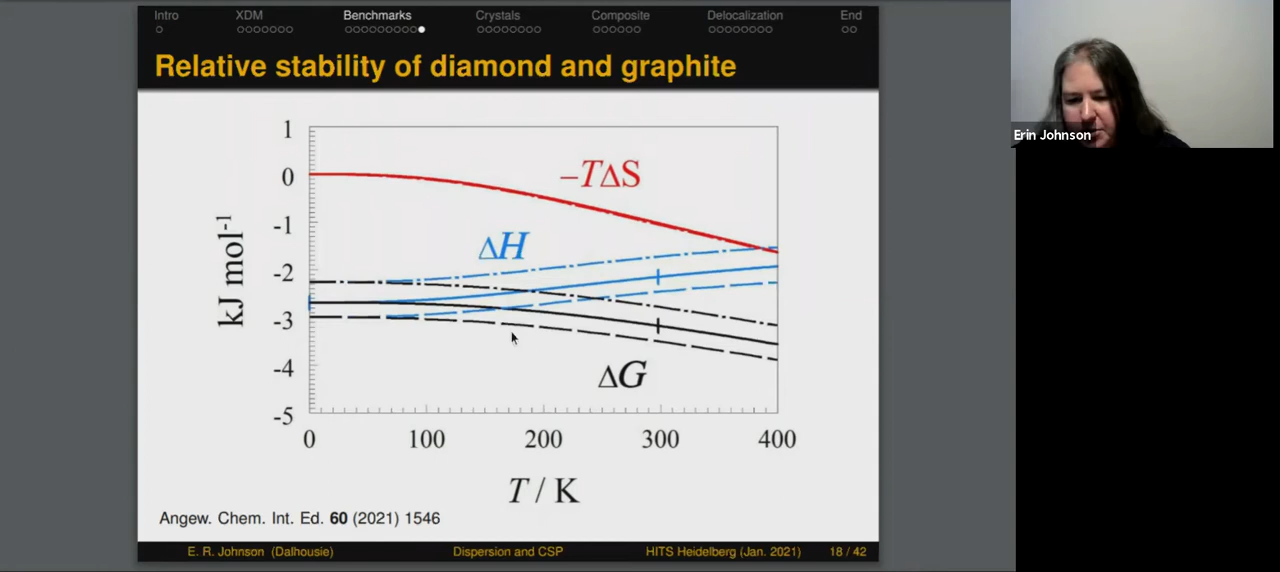 Intro XDM Benchmarks Crystals Composite Delocalization End
Relative stability of diamond and graphite
Erin Johnson
1
0
-1
-2
-3
-4
-5
kJ mol⁻¹
–TΔS
ΔH
ΔG
0 100 200 300 400
T / K
Angew. Chem. Int. Ed. 60 (2021) 1546
E. R. Johnson (Dalhousie) Dispersion and CSP HITS Heidelberg (Jan. 2021) 18 / 42